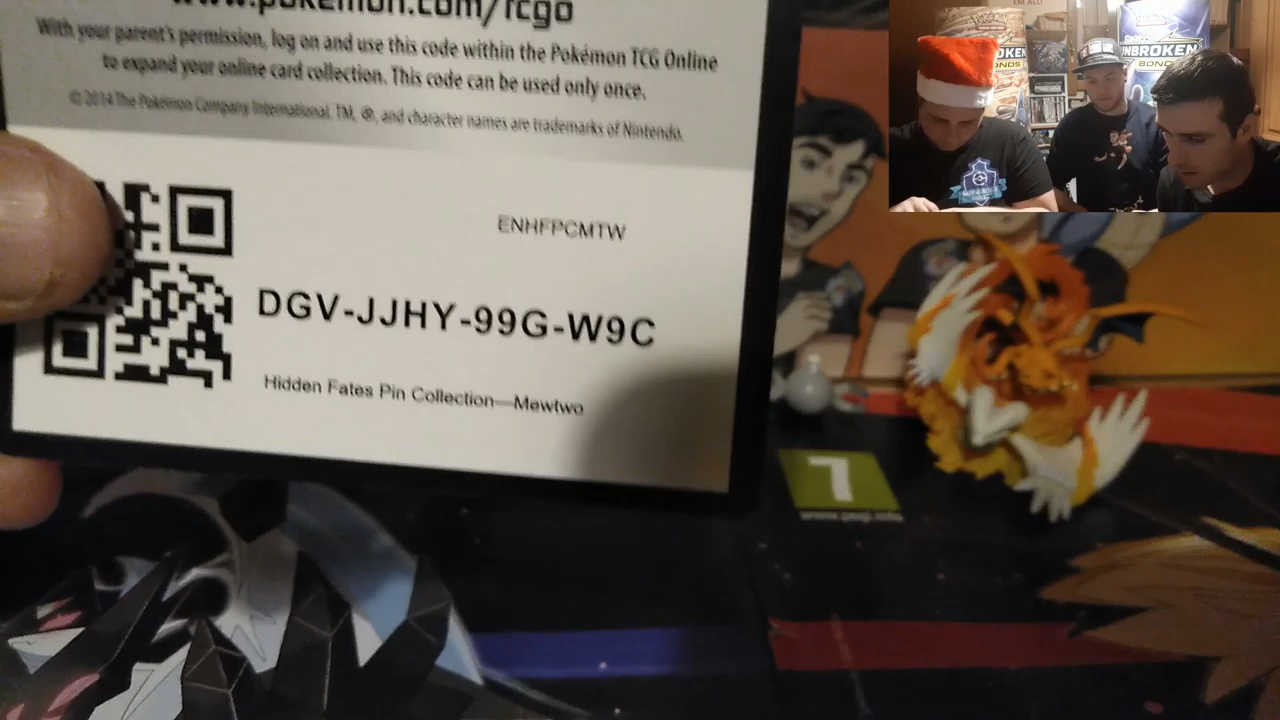 www.pokemon.com/tcgo
With your parent's permission, log on and use this code within the Pokémon TCG Online
to expand your online card collection. This code can be used only once.
© 2014 The Pokémon Company International. TM, ®, and character names are trademarks of Nintendo.
ENHFPCMTW
DGV-JJHY-99G-W9C
Hidden Fates Pin Collection—Mewtwo
7
EM ALL!
UNBROKEN
BONDS